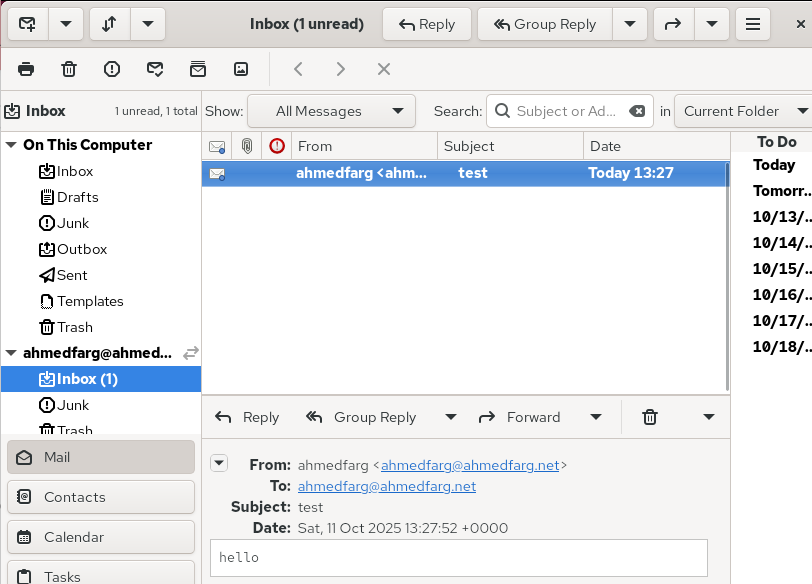 Inbox (1 unread)
Reply
Group Reply
Inbox
1 unread, 1 total
Show:
All Messages
Search:
Subject or Ad...
in
Current Folder
On This Computer
Inbox
Drafts
Junk
Outbox
Sent
Templates
Trash
ahmedfarg@ahmed...
Inbox (1)
Junk
Trash
Mail
Contacts
Calendar
Tasks
From
Subject
Date
ahmedfarg <ahm...
test
Today 13:27
Reply
Group Reply
Forward
From: ahmedfarg <ahmedfarg@ahmedfarg.net>
To: ahmedfarg@ahmedfarg.net
Subject: test
Date: Sat, 11 Oct 2025 13:27:52 +0000
hello
To Do
Today
Tomorr...
10/13/...
10/14/...
10/15/...
10/16/...
10/17/...
10/18/...